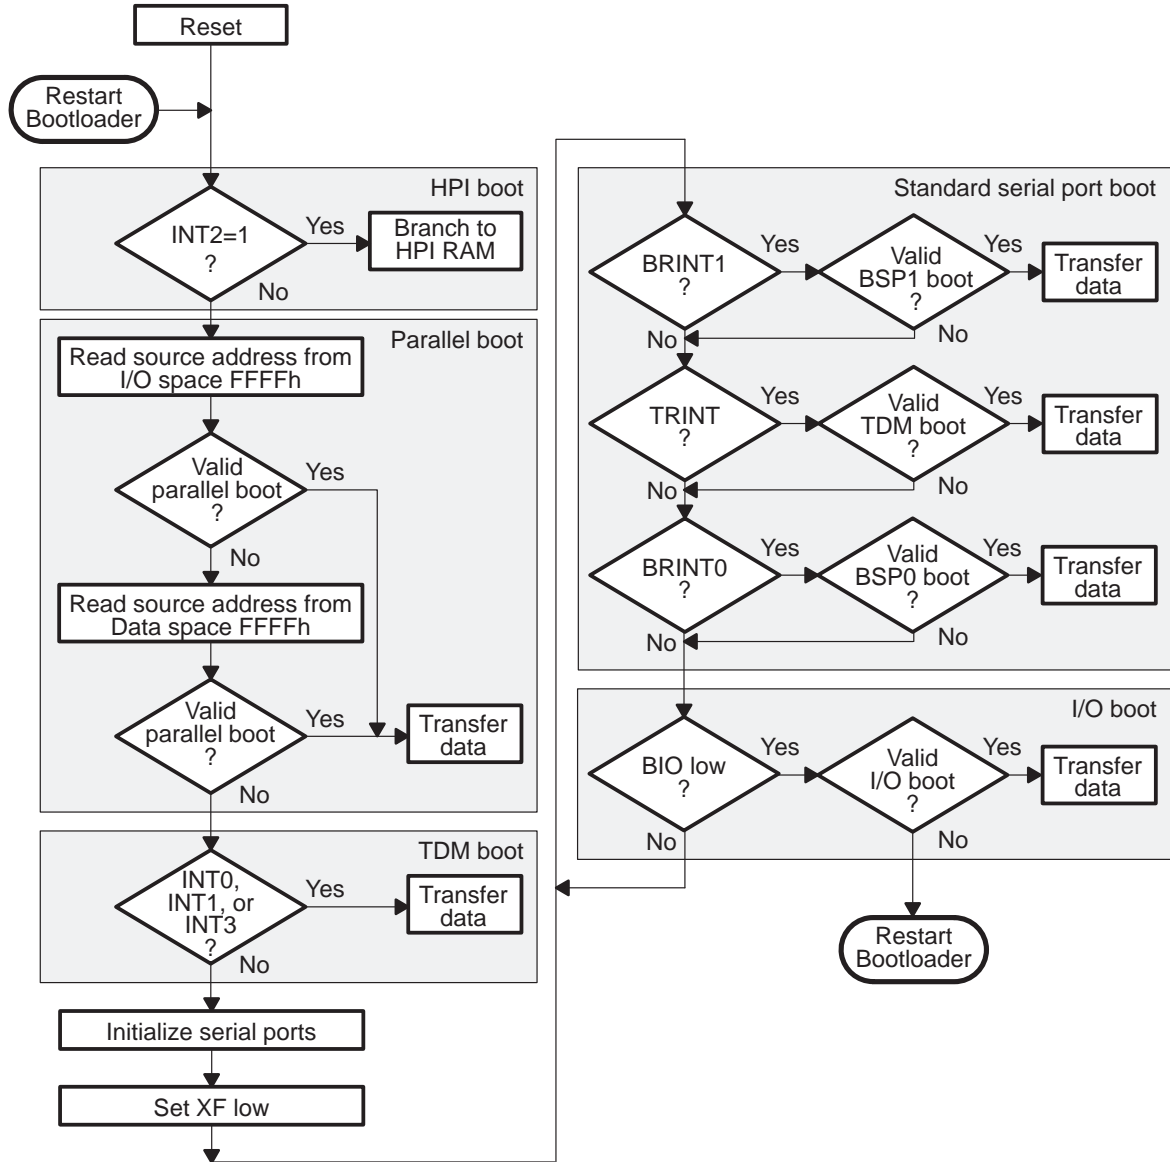 Reset
Restart
Bootloader
HPI boot
INT2=1
?
Yes
Branch to
HPI RAM
No
Parallel boot
Read source address from
I/O space FFFFh
Valid
parallel boot
?
Yes
No
Read source address from
Data space FFFFh
Valid
parallel boot
?
Yes
Transfer
data
No
TDM boot
INT0,
INT1, or
INT3
?
Yes
Transfer
data
No
Initialize serial ports
Set XF low
Standard serial port boot
BRINT1
?
Yes
Valid
BSP1 boot
?
Yes
Transfer
data
No
No
TRINT
?
Yes
Valid
TDM boot
?
Yes
Transfer
data
No
No
BRINT0
?
Yes
Valid
BSP0 boot
?
Yes
Transfer
data
No
No
I/O boot
BIO low
?
Yes
Valid
I/O boot
?
Yes
Transfer
data
No
No
Restart
Bootloader